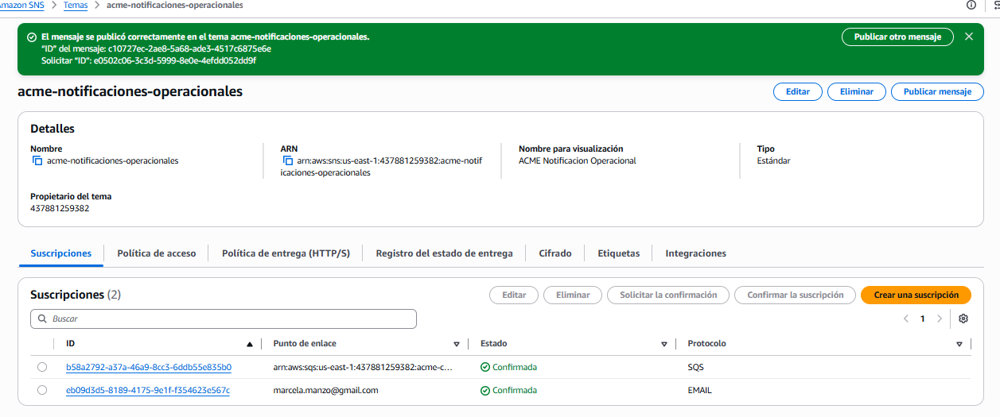 Amazon SNS > Temas > acme-notificaciones-operacionales
El mensaje se publicó correctamente en el tema acme-notificaciones-operacionales.
"ID" del mensaje: c10727ec-2ae8-5a68-ade3-4517c6875e6e
Solicitar "ID": e0502c06-3c3d-5999-8e0e-4efdd052dd9f
Publicar otro mensaje
acme-notificaciones-operacionales
Editar
Eliminar
Publicar mensaje
Detalles
Nombre
acme-notificaciones-operacionales
ARN
arn:aws:sns:us-east-1:437881259382:acme-notif
icaciones-operacionales
Nombre para visualización
ACME Notificacion Operacional
Tipo
Estándar
Propietario del tema
437881259382
Suscripciones
Política de acceso
Política de entrega (HTTP/S)
Registro del estado de entrega
Cifrado
Etiquetas
Integraciones
Suscripciones (2)
Editar
Eliminar
Solicitar la confirmación
Confirmar la suscripción
Crear una suscripción
Buscar
1
ID
Punto de enlace
Estado
Protocolo
b58a2792-a37a-46a9-8cc3-6ddb55e835b0
arn:aws:sqs:us-east-1:437881259382:acme-c...
Confirmada
SQS
eb09d3d5-8189-4175-9e1f-f354623e567c
marcela.manzo@gmail.com
Confirmada
EMAIL